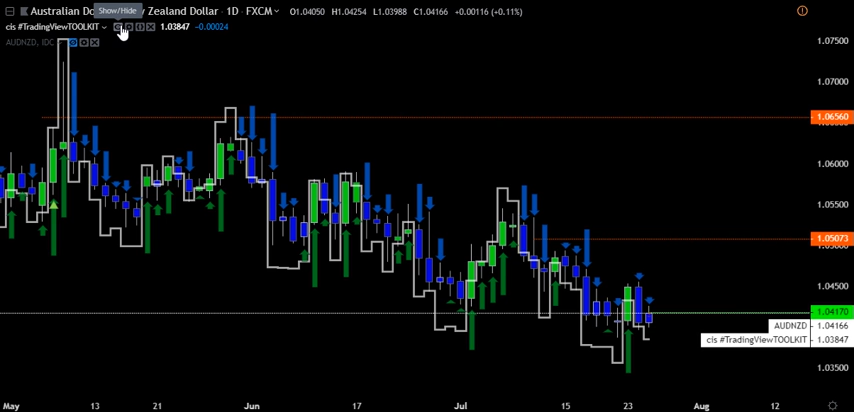 Australian Do
Show/Hide
y Zealand Dollar · 1D · FXCM
O1.04050 H1.04254 L1.03988 C1.04166 +0.00116 (+0.11%)
cis #TradingViewTOOLKIT
1.03847 −0.00024
AUDNZD, IDC
1.07500
1.07000
1.06560
1.06000
1.05500
1.05073
1.04500
1.04170
AUDNZD 1.04166
cis #TradingViewTOOLKIT 1.03847
1.03500
May 13 21 Jun 17 Jul 15 23 Aug 12